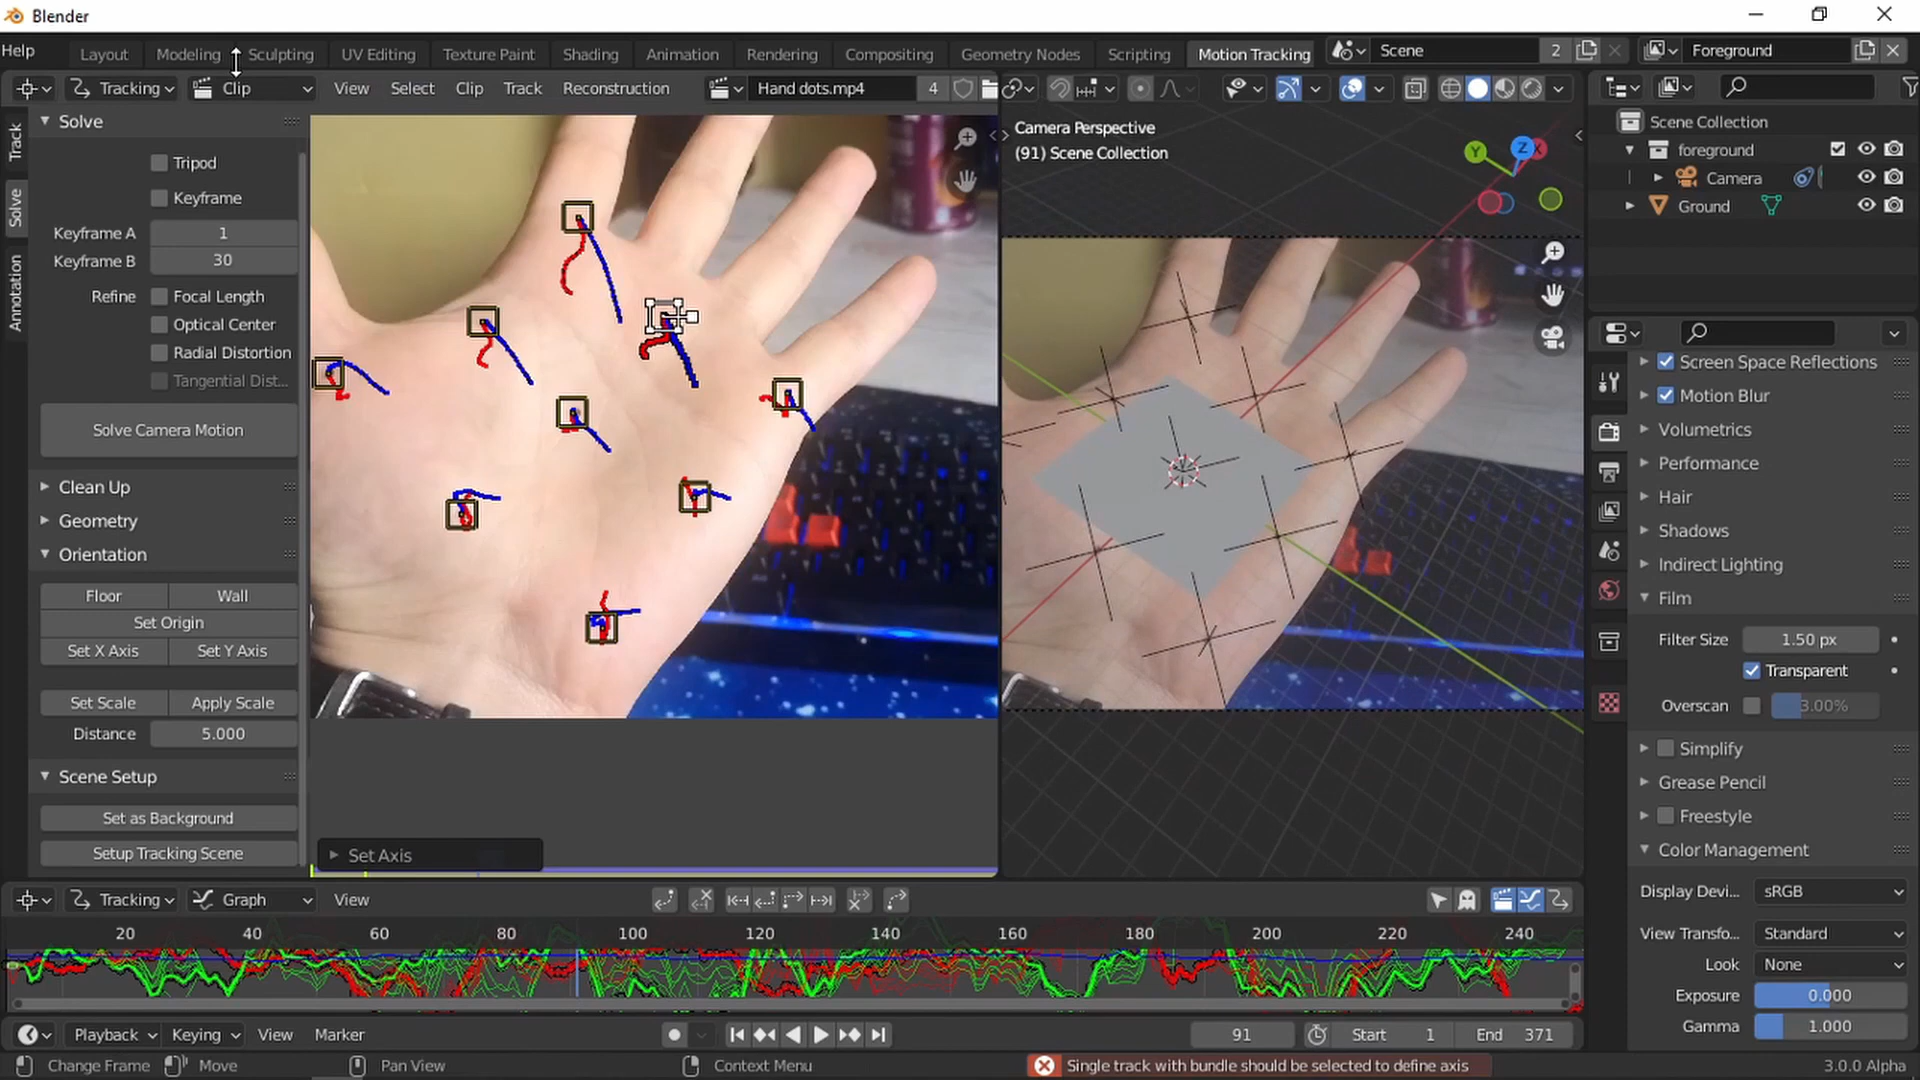 Blender
Help
Layout
Modeling
Sculpting
UV Editing
Texture Paint
Shading
Animation
Rendering
Compositing
Geometry Nodes
Scripting
Motion Tracking
Scene
2
Foreground
Tracking
Clip
View
Select
Clip
Track
Reconstruction
Hand dots.mp4
4
Track
Solve
Annotation
Solve
Tripod
Keyframe
Keyframe A
1
Keyframe B
30
Refine
Focal Length
Optical Center
Radial Distortion
Tangential Dist...
Solve Camera Motion
Clean Up
Geometry
Orientation
Floor
Wall
Set Origin
Set X Axis
Set Y Axis
Set Scale
Apply Scale
Distance
5.000
Scene Setup
Set as Background
Setup Tracking Scene
Set Axis
Camera Perspective
(91) Scene Collection
Y
Z
X
Scene Collection
foreground
Camera
Ground
Screen Space Reflections
Motion Blur
Volumetrics
Performance
Hair
Shadows
Indirect Lighting
Film
Filter Size
1.50 px
Transparent
Overscan
3.00%
Simplify
Grease Pencil
Freestyle
Color Management
Display Devi...
sRGB
View Transfo...
Standard
Look
None
Exposure
0.000
Gamma
1.000
Tracking
Graph
View
20
40
60
80
100
120
140
160
180
200
220
240
Playback
Keying
View
Marker
91
Start
1
End
371
Change Frame
Move
Pan View
Context Menu
Single track with bundle should be selected to define axis
3.0.0 Alpha